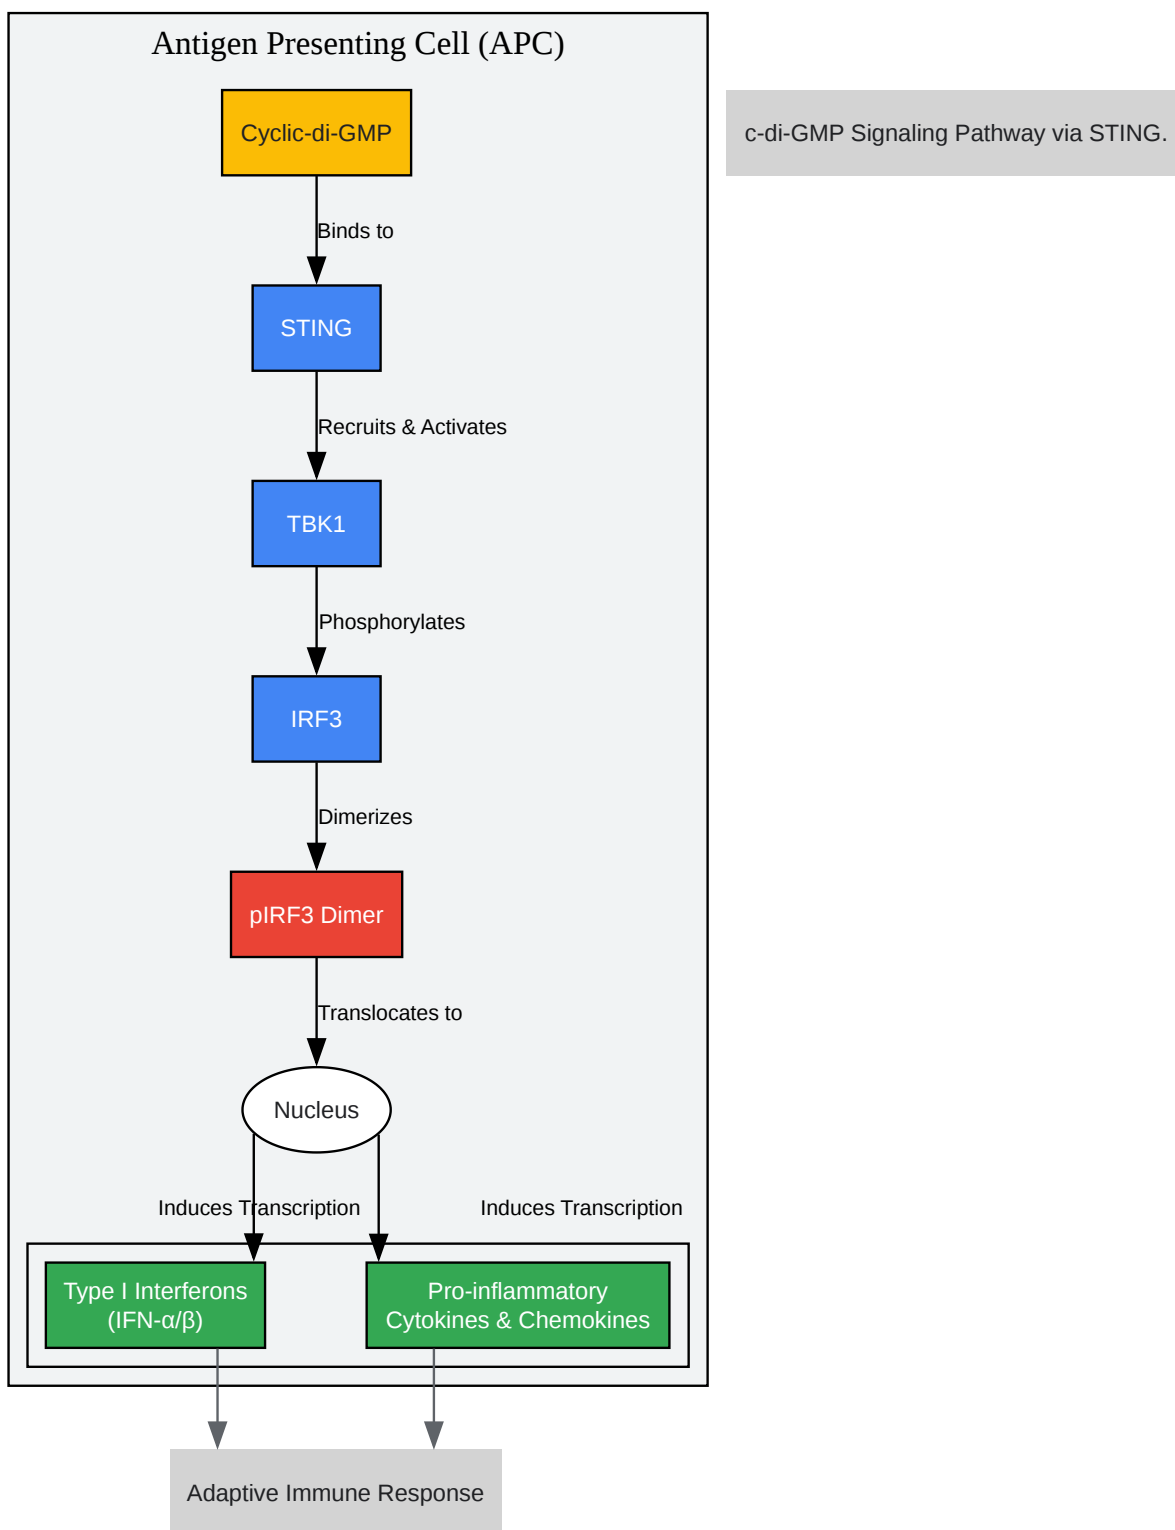 Antigen Presenting Cell (APC)
Cyclic-di-GMP
c-di-GMP Signaling Pathway via STING.
Binds to
STING
Recruits & Activates
TBK1
Phosphorylates
IRF3
Dimerizes
pIRF3 Dimer
Translocates to
Nucleus
Induces Transcription
Induces Transcription
Type I Interferons
(IFN-α/β)
Pro-inflammatory
Cytokines & Chemokines
Adaptive Immune Response